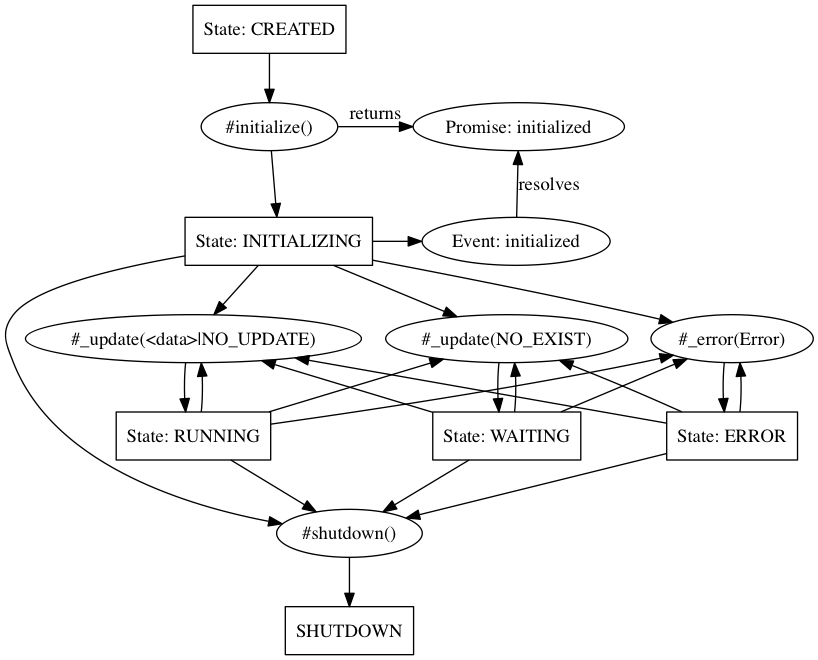 State: CREATED
#initialize()
returns
Promise: initialized
resolves
State: INITIALIZING
Event: initialized
#_update(<data>|NO_UPDATE)
#_update(NO_EXIST)
#_error(Error)
State: RUNNING
State: WAITING
State: ERROR
#shutdown()
SHUTDOWN